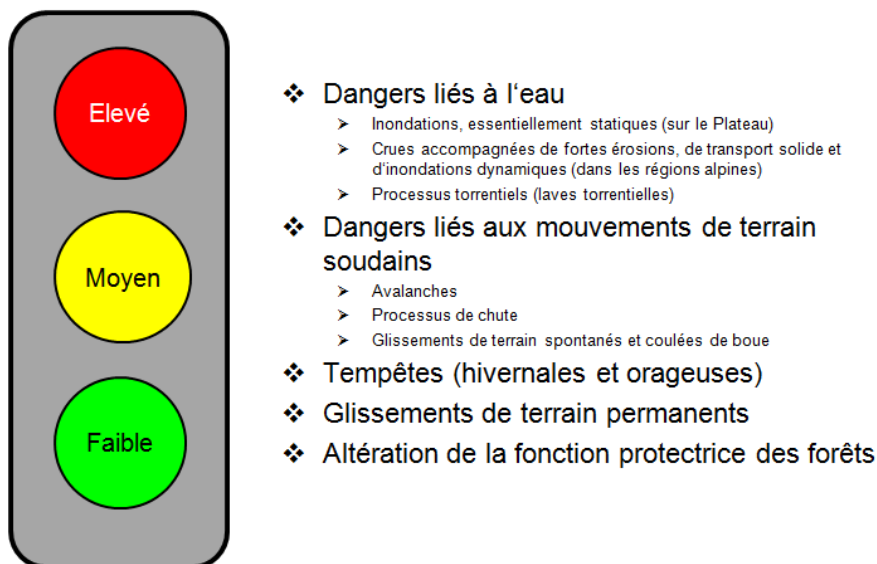 Elevé
Moyen
Faible
❖ Dangers liés à l‘eau
➢ Inondations, essentiellement statiques (sur le Plateau)
➢ Crues accompagnées de fortes érosions, de transport solide et
d‘inondations dynamiques (dans les régions alpines)
➢ Processus torrentiels (laves torrentielles)
❖ Dangers liés aux mouvements de terrain
soudains
➢ Avalanches
➢ Processus de chute
➢ Glissements de terrain spontanés et coulées de boue
❖ Tempêtes (hivernales et orageuses)
❖ Glissements de terrain permanents
❖ Altération de la fonction protectrice des forêts